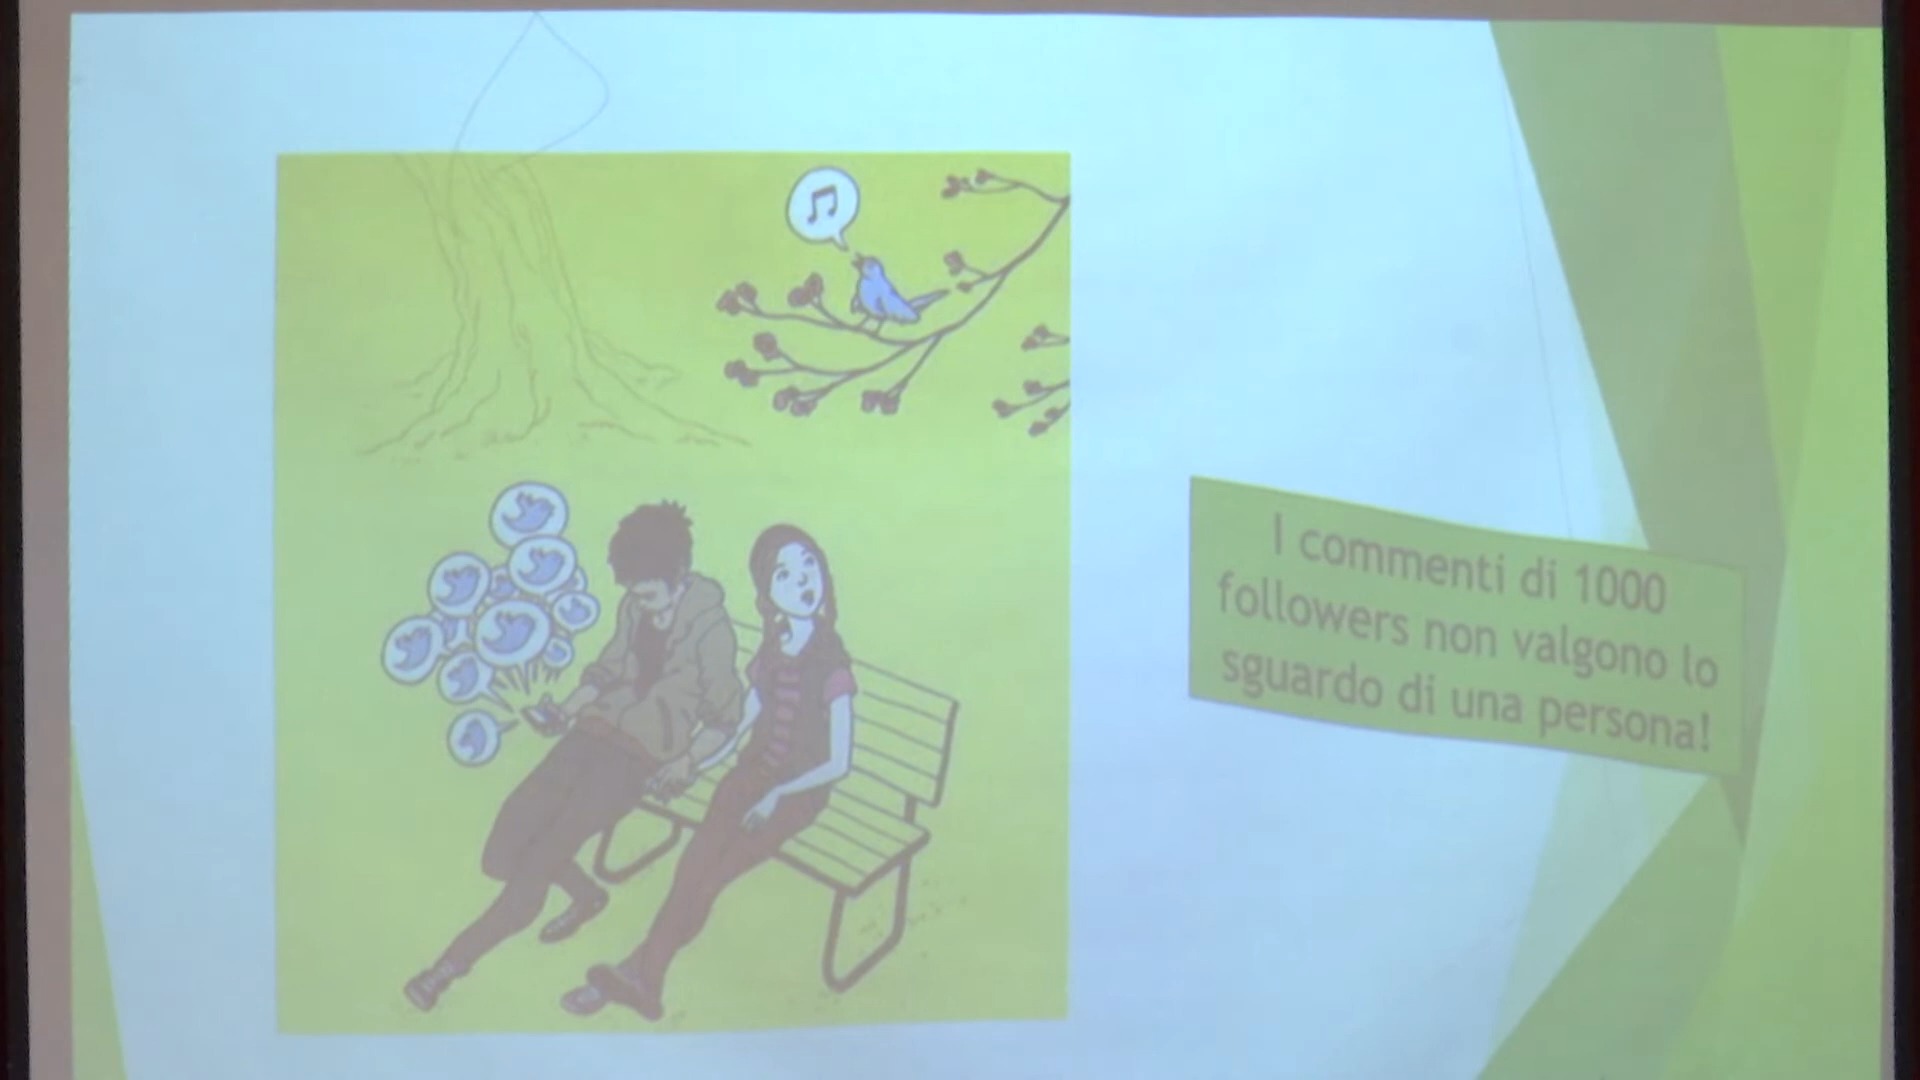 I commenti di 1000
followers non valgono lo
sguardo di una persona!